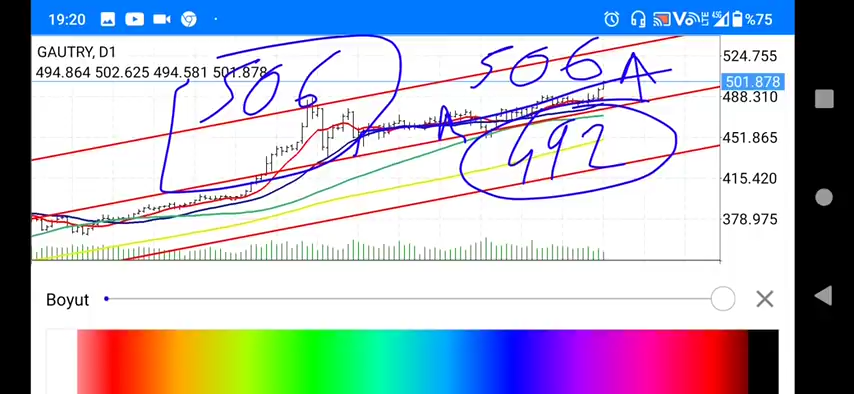 19:20
%75
GAUTRY, D1
494.864 502.625 494.581 501.878
524.755
501.878
488.310
451.865
415.420
378.975
506
506 A
A
492
Boyut